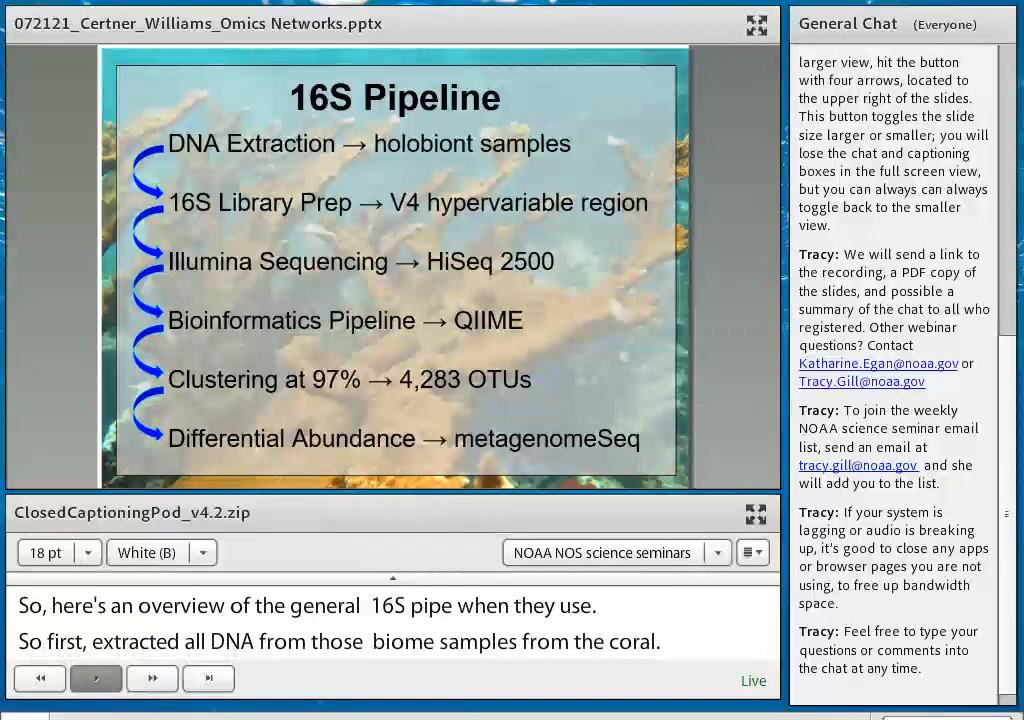 072121_Certner_Williams_Omics Networks.pptx
16S Pipeline
DNA Extraction → holobiont samples
16S Library Prep → V4 hypervariable region
Illumina Sequencing → HiSeq 2500
Bioinformatics Pipeline → QIIME
Clustering at 97% → 4,283 OTUs
Differential Abundance → metagenomeSeq
ClosedCaptioningPod_v4.2.zip
18 pt
White (B)
NOAA NOS science seminars
So, here's an overview of the general 16S pipe when they use.
So first, extracted all DNA from those biome samples from the coral.
Live
General Chat (Everyone)
larger view, hit the button
with four arrows, located to
the upper right of the slides.
This button toggles the slide
size larger or smaller; you will
lose the chat and captioning
boxes in the full screen view,
but you can always can always
toggle back to the smaller
view.
Tracy: We will send a link to
the recording, a PDF copy of
the slides, and possible a
summary of the chat to all who
registered. Other webinar
questions? Contact
Katharine.Egan@noaa.gov or
Tracy.Gill@noaa.gov
Tracy: To join the weekly
NOAA science seminar email
list, send an email at
tracy.gill@noaa.gov and she
will add you to the list.
Tracy: If your system is
lagging or audio is breaking
up, it's good to close any apps
or browser pages you are not
using, to free up bandwidth
space.
Tracy: Feel free to type your
questions or comments into
the chat at any time.